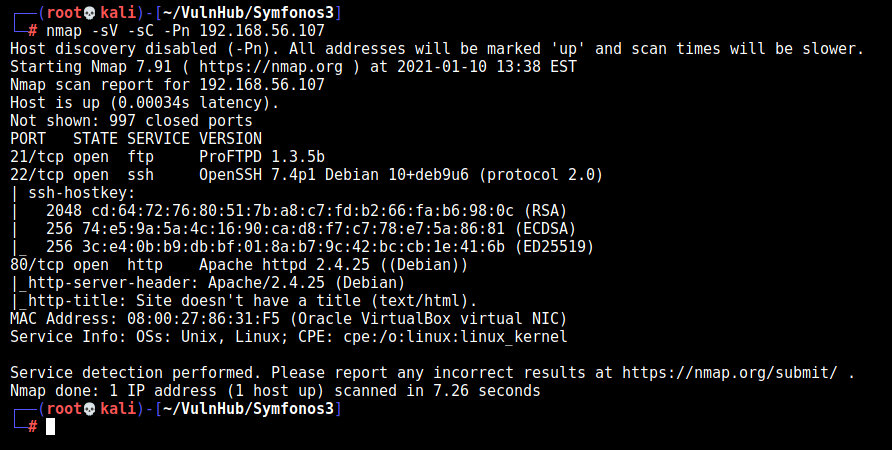 ┌──(root💀kali)-[~/VulnHub/Symfonos3]
└─# nmap -sV -sC -Pn 192.168.56.107
Host discovery disabled (-Pn). All addresses will be marked 'up' and scan times will be slower.
Starting Nmap 7.91 ( https://nmap.org ) at 2021-01-10 13:38 EST
Nmap scan report for 192.168.56.107
Host is up (0.00034s latency).
Not shown: 997 closed ports
PORT   STATE SERVICE VERSION
21/tcp open  ftp     ProFTPD 1.3.5b
22/tcp open  ssh     OpenSSH 7.4p1 Debian 10+deb9u6 (protocol 2.0)
| ssh-hostkey:
|   2048 cd:64:72:76:80:51:7b:a8:c7:fd:b2:66:fa:b6:98:0c (RSA)
|   256 74:e5:9a:5a:4c:16:90:ca:d8:f7:c7:78:e7:5a:86:81 (ECDSA)
|_  256 3c:e4:0b:b9:db:bf:01:8a:b7:9c:42:bc:cb:1e:41:6b (ED25519)
80/tcp open  http    Apache httpd 2.4.25 ((Debian))
|_http-server-header: Apache/2.4.25 (Debian)
|_http-title: Site doesn't have a title (text/html).
MAC Address: 08:00:27:86:31:F5 (Oracle VirtualBox virtual NIC)
Service Info: OSs: Unix, Linux; CPE: cpe:/o:linux:linux_kernel
Service detection performed. Please report any incorrect results at https://nmap.org/submit/ .
Nmap done: 1 IP address (1 host up) scanned in 7.26 seconds
┌──(root💀kali)-[~/VulnHub/Symfonos3]
└─#